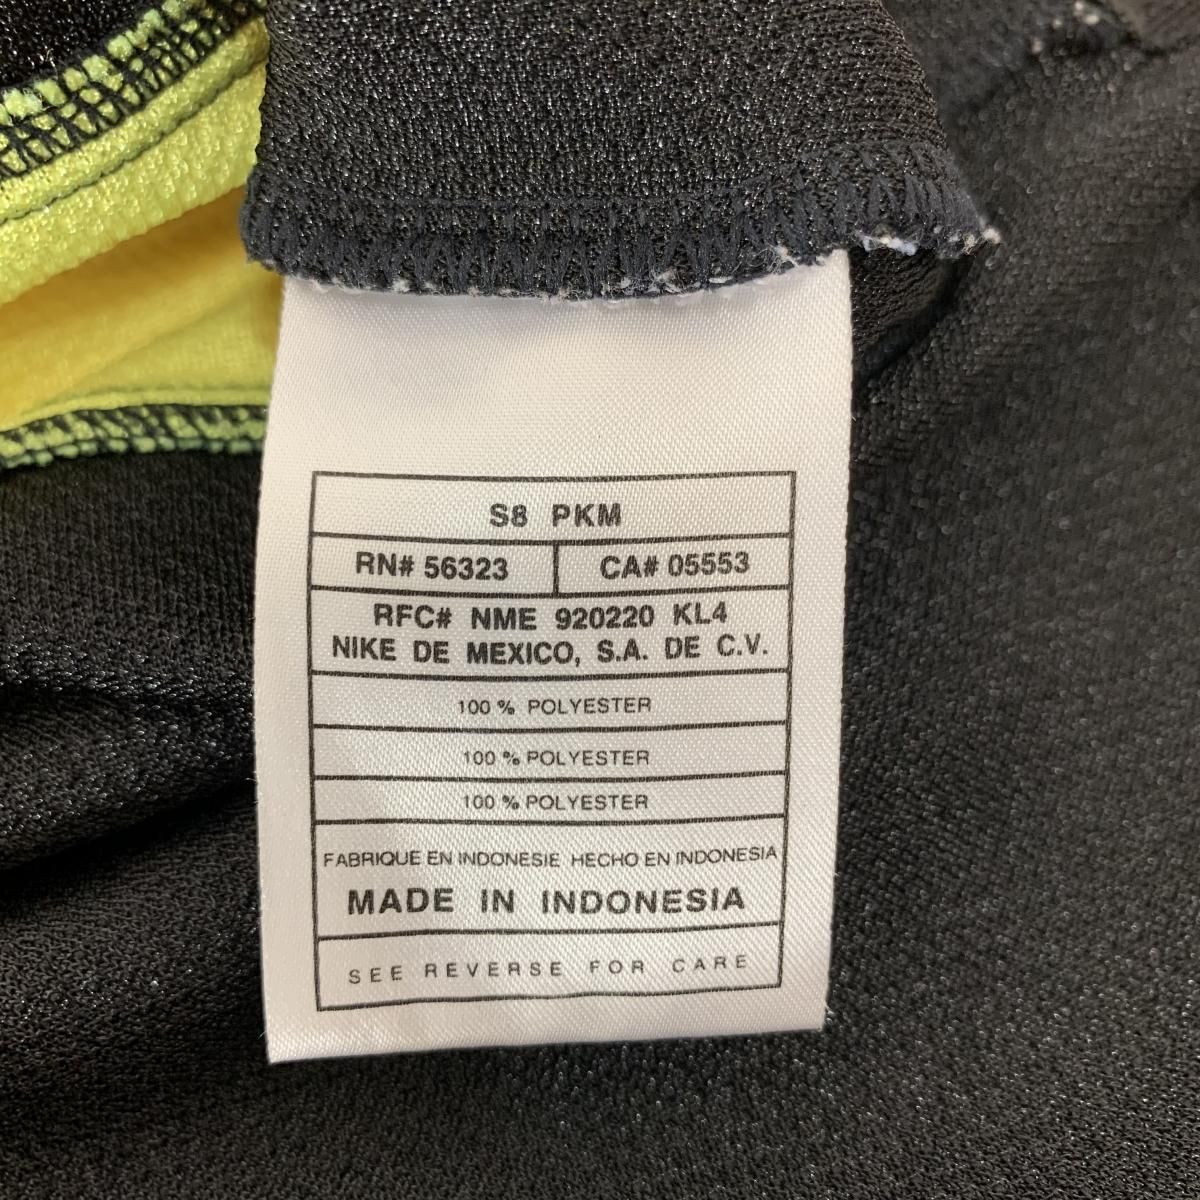 S8 PKM
RN# 56323 CA# 05553
RFC# NME 920220 KL4
NIKE DE MEXICO, S.A. DE C.V.
100 % POLYESTER
100 % POLYESTER
100 % POLYESTER
FABRIQUE EN INDONESIE HECHO EN INDONESIA
MADE IN INDONESIA
SEE REVERSE FOR CARE